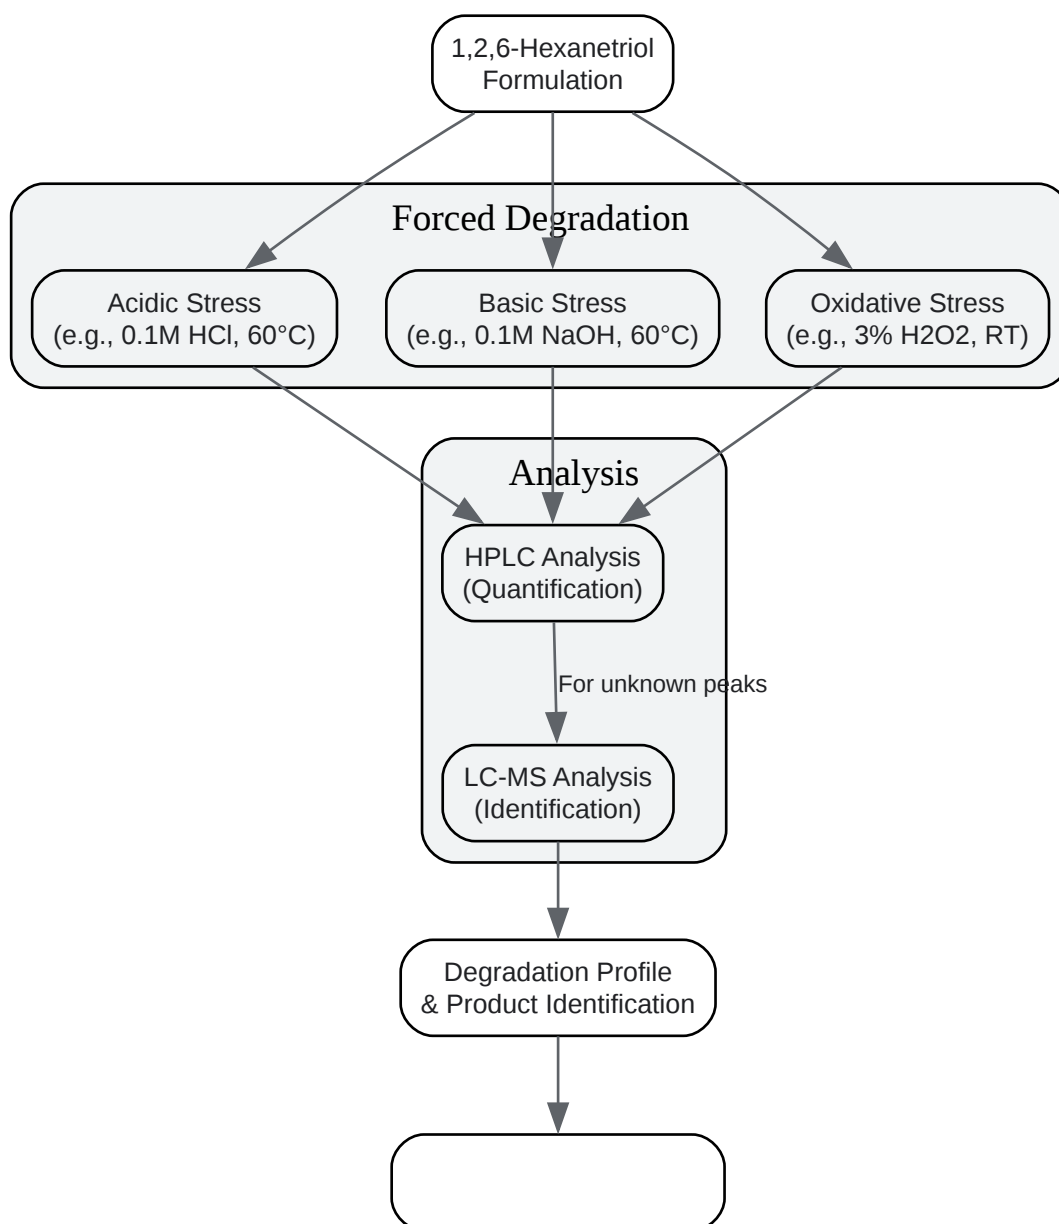 1,2,6-Hexanetriol
Formulation
Forced Degradation
Acidic Stress
(e.g., 0.1M HCl, 60°C)
Basic Stress
(e.g., 0.1M NaOH, 60°C)
Oxidative Stress
(e.g., 3% H2O2, RT)
Analysis
HPLC Analysis
(Quantification)
For unknown peaks
LC-MS Analysis
(Identification)
Degradation Profile
& Product Identification